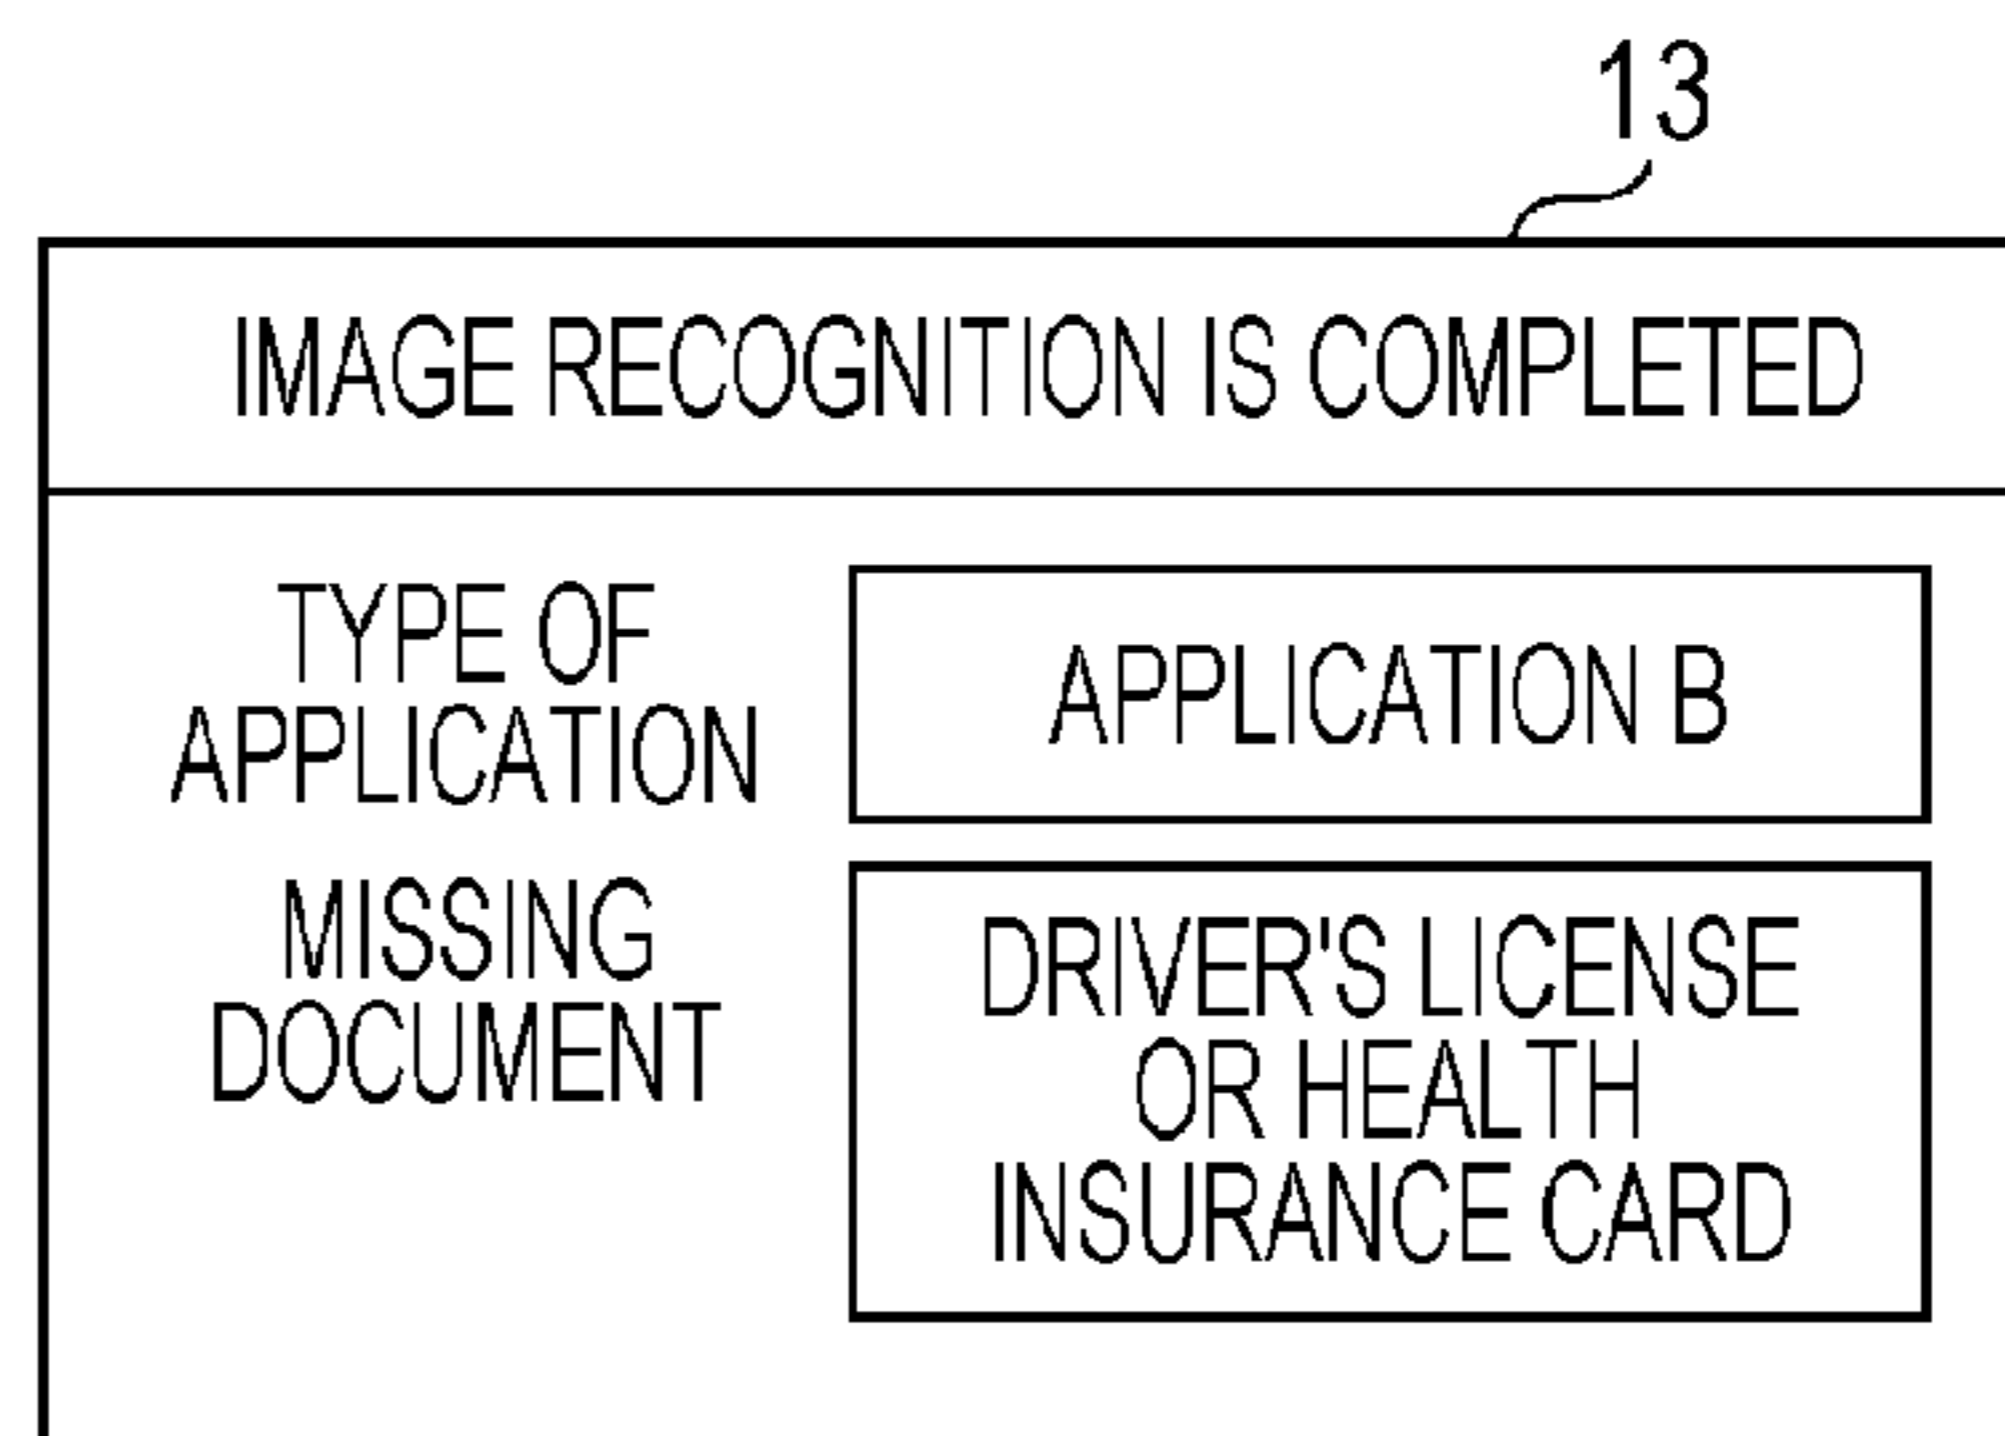 13
IMAGE RECOGNITION IS COMPLETED
TYPE OF
APPLICATION
APPLICATION B
MISSING
DOCUMENT
DRIVER'S LICENSE
OR HEALTH
INSURANCE CARD